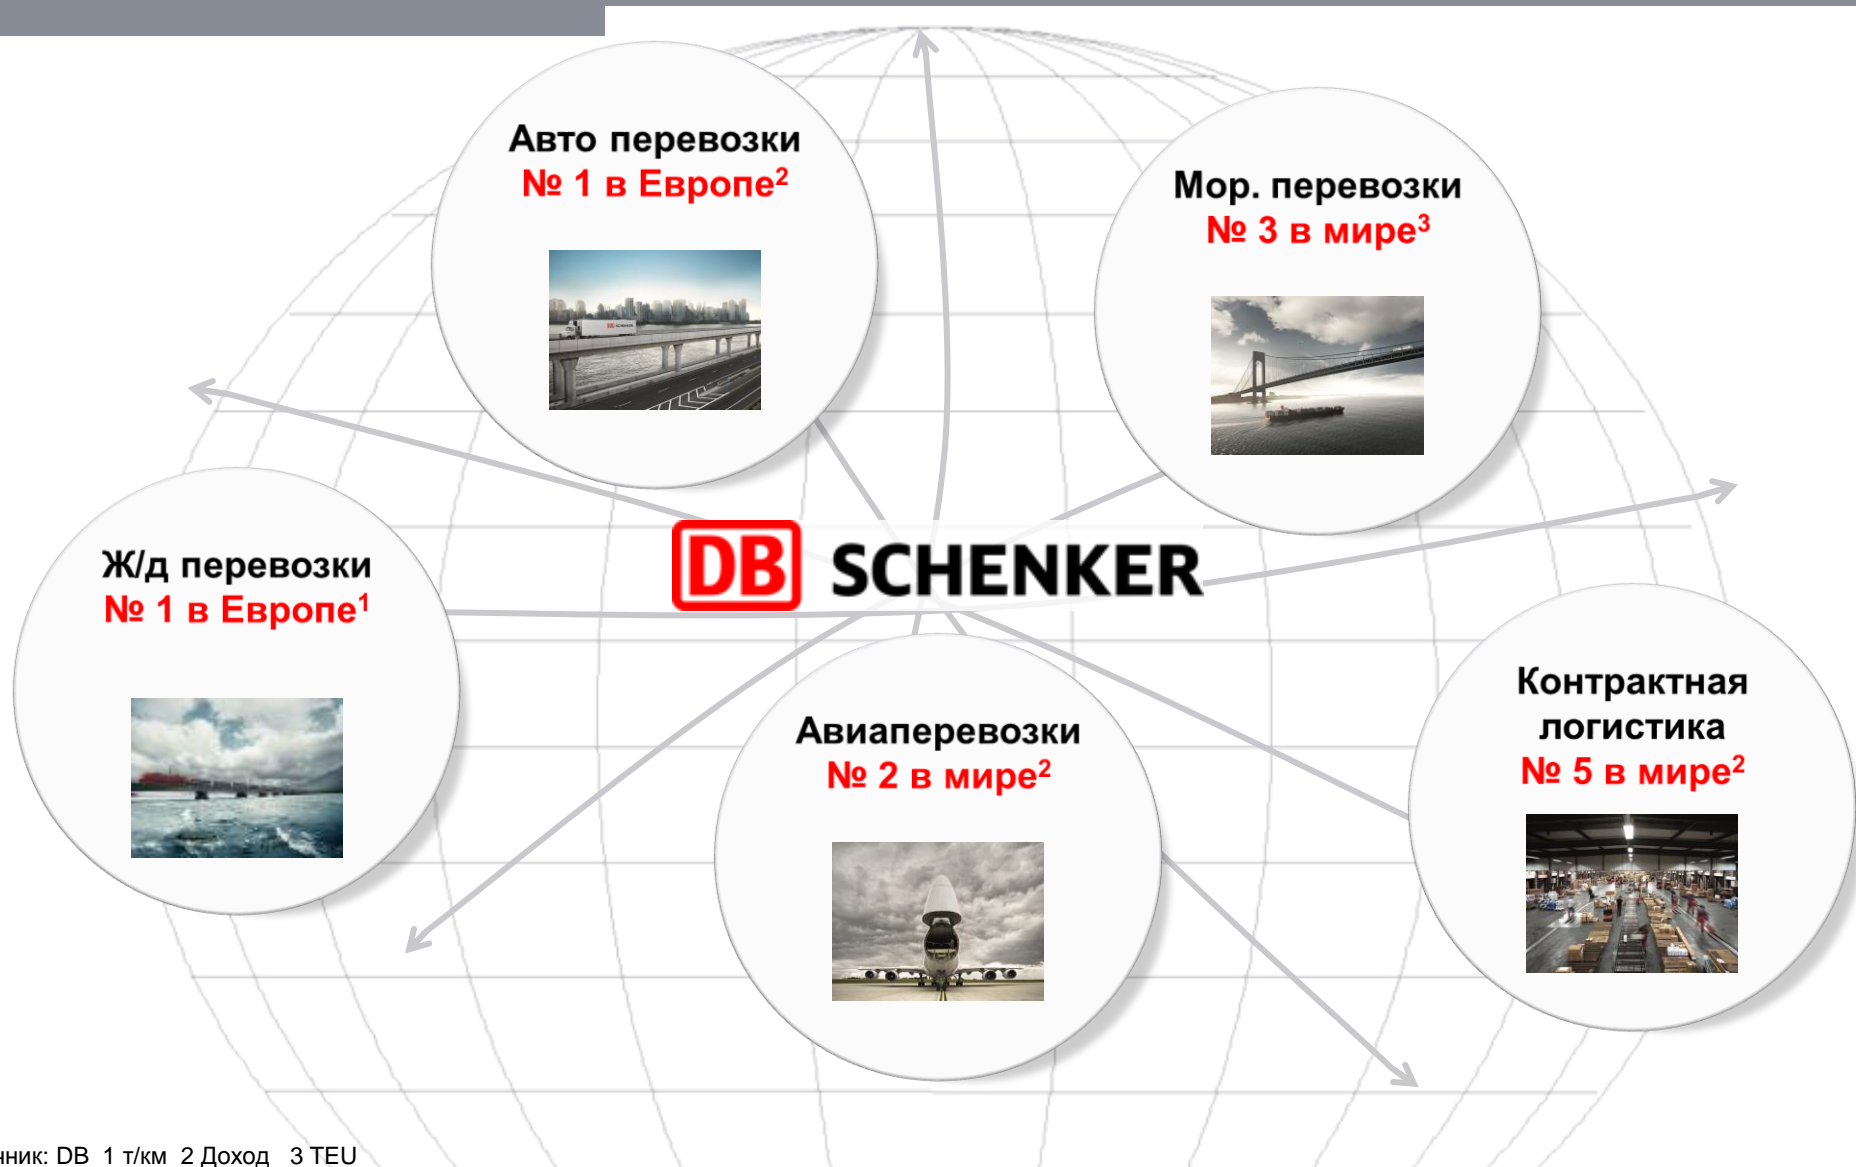 Авто перевозки
№ 1 в Европе²
Мор. перевозки
№ 3 в мире³
DB SCHENKER
Ж/д перевозки
№ 1 в Европе¹
Авиаперевозки
№ 2 в мире²
Контрактная
логистика
№ 5 в мире²
DB 1 т/км 2 Доход 3 TEU